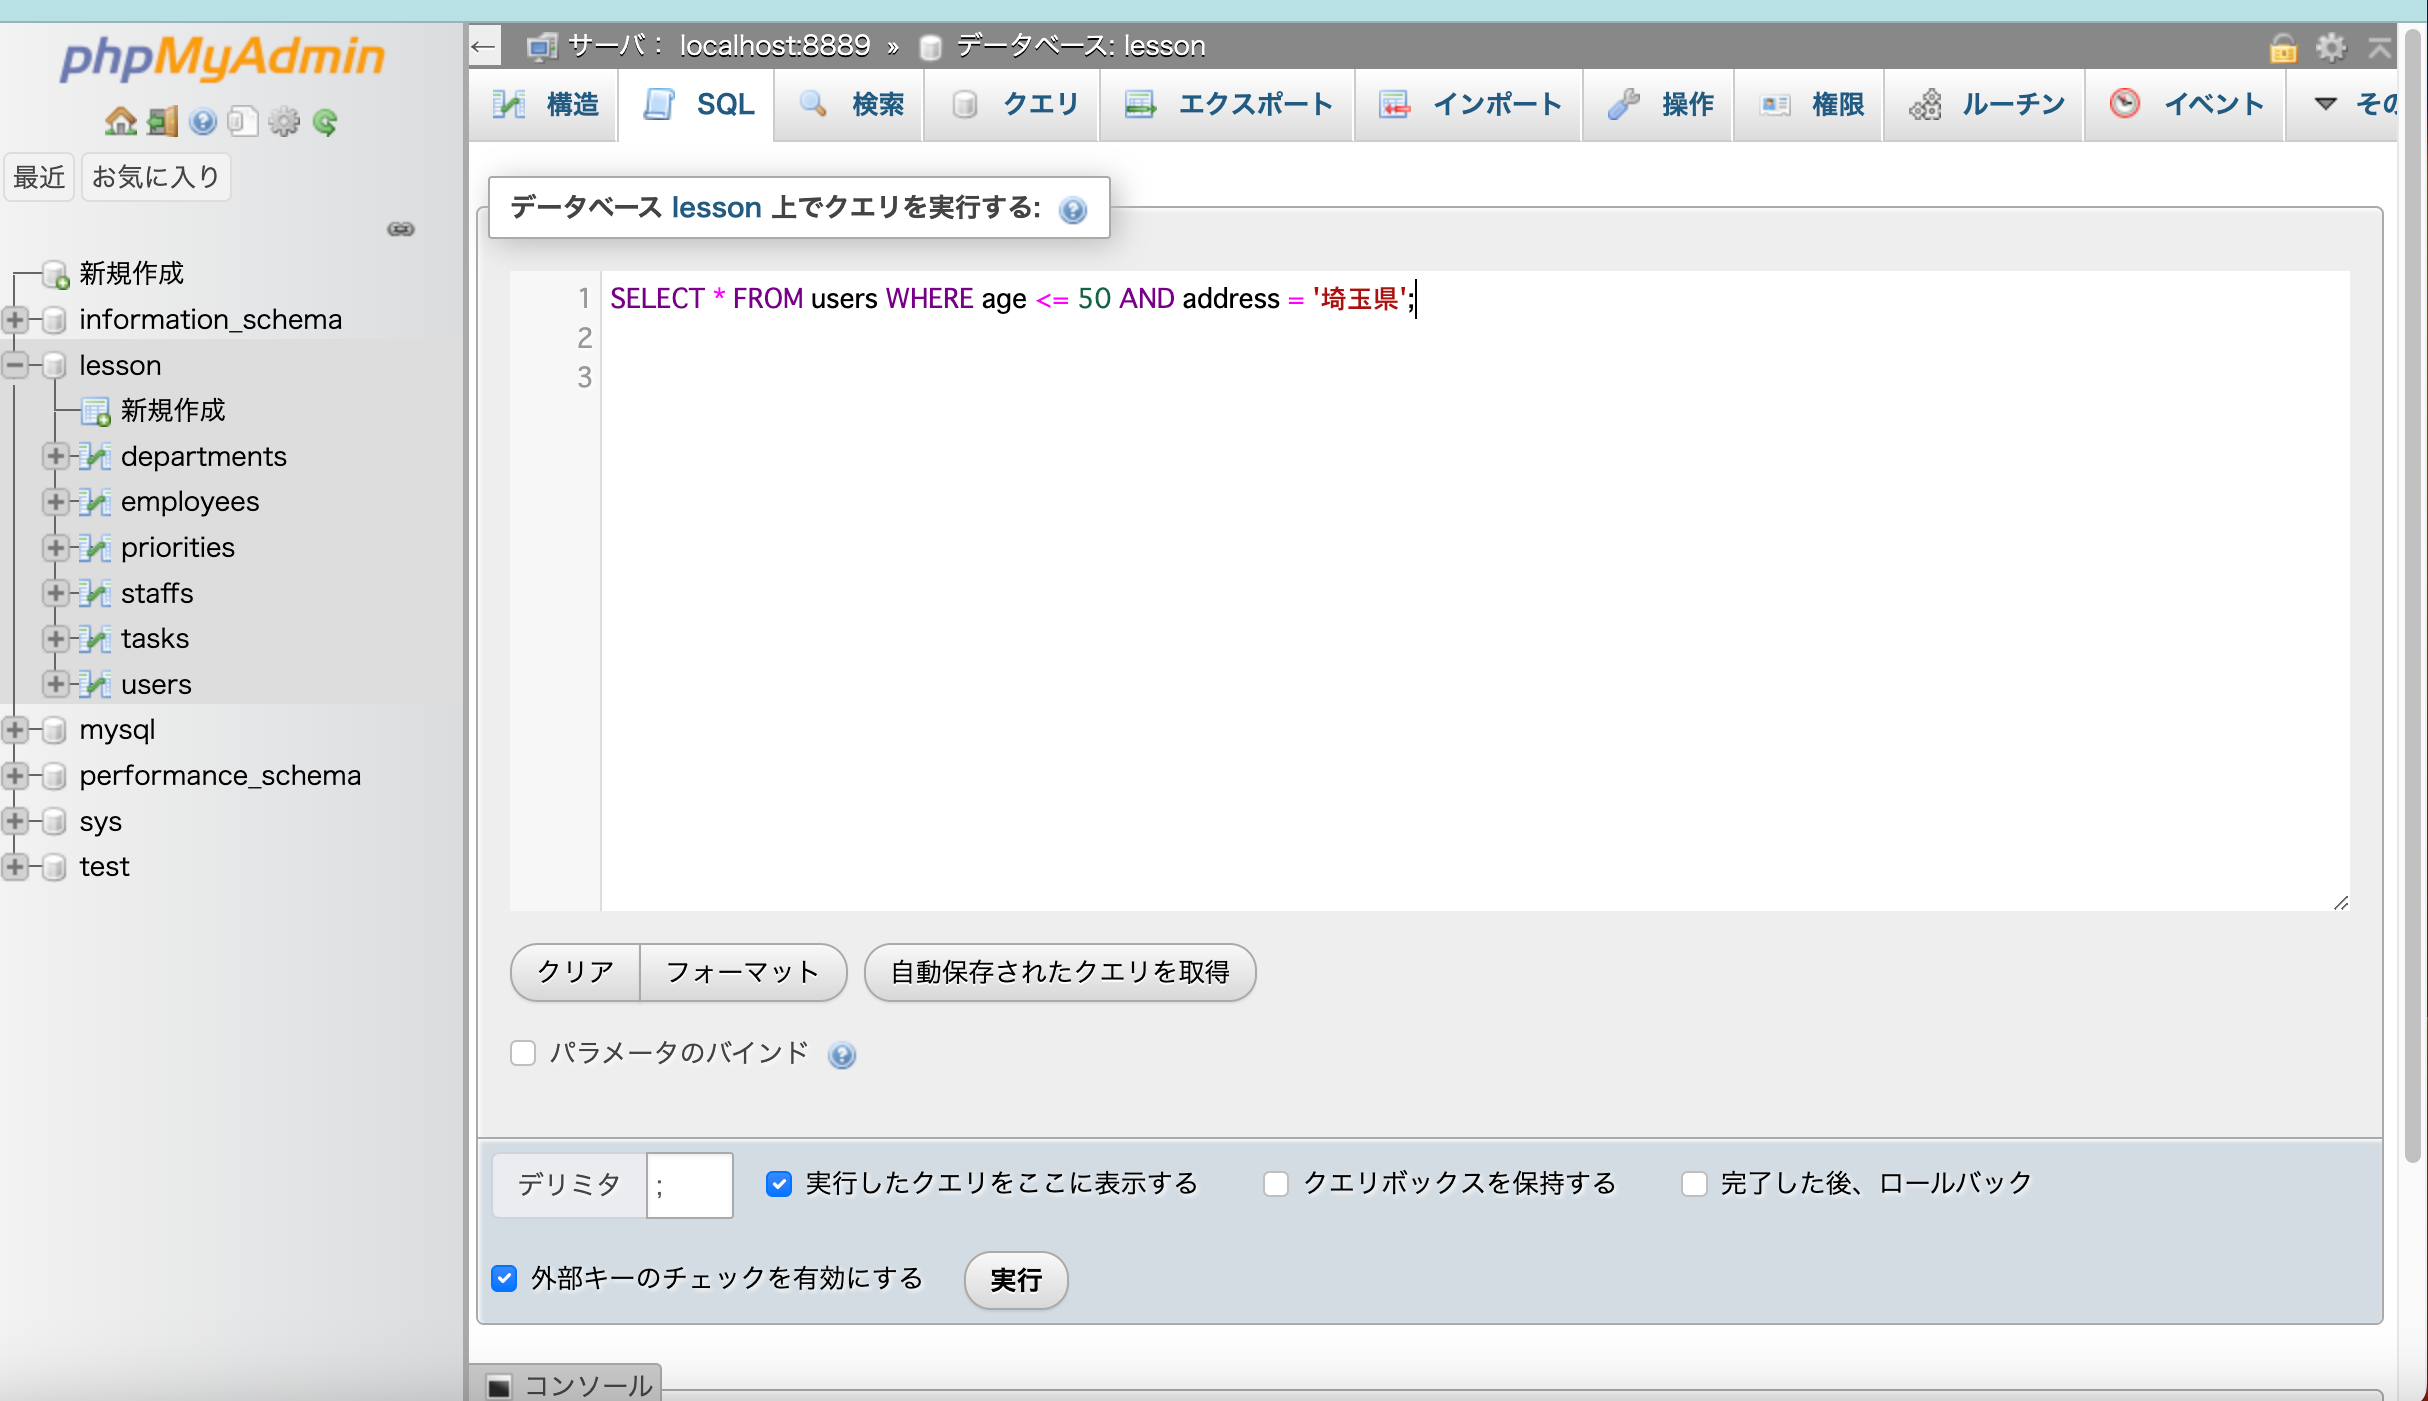 phpMyAdmin
最近 お気に入り
新規作成
information_schema
lesson
新規作成
departments
employees
priorities
staffs
tasks
users
mysql
performance_schema
sys
test
← サーバ： localhost:8889 » データベース: lesson
構造 SQL 検索 クエリ エクスポート インポート 操作 権限 ルーチン イベント ▼ その
データベース lesson 上でクエリを実行する:
1 SELECT * FROM users WHERE age <= 50 AND address = '埼玉県';
2
3
クリア フォーマット 自動保存されたクエリを取得
パラメータのバインド
デリミタ ; 実行したクエリをここに表示する クエリボックスを保持する 完了した後、ロールバック
外部キーのチェックを有効にする 実行
コンソール